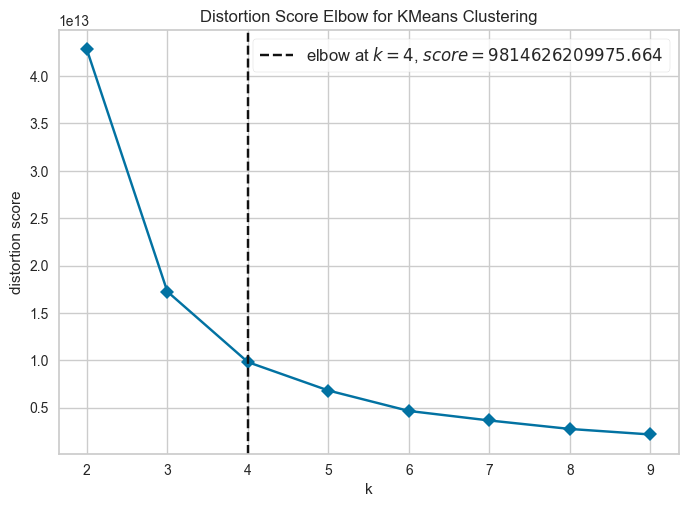 Distortion Score Elbow for KMeans Clustering
1e13
elbow at k = 4, score = 9814626209975.664
4.0
3.5
3.0
2.5
2.0
1.5
1.0
0.5
distortion score
2 3 4 5 6 7 8 9
k